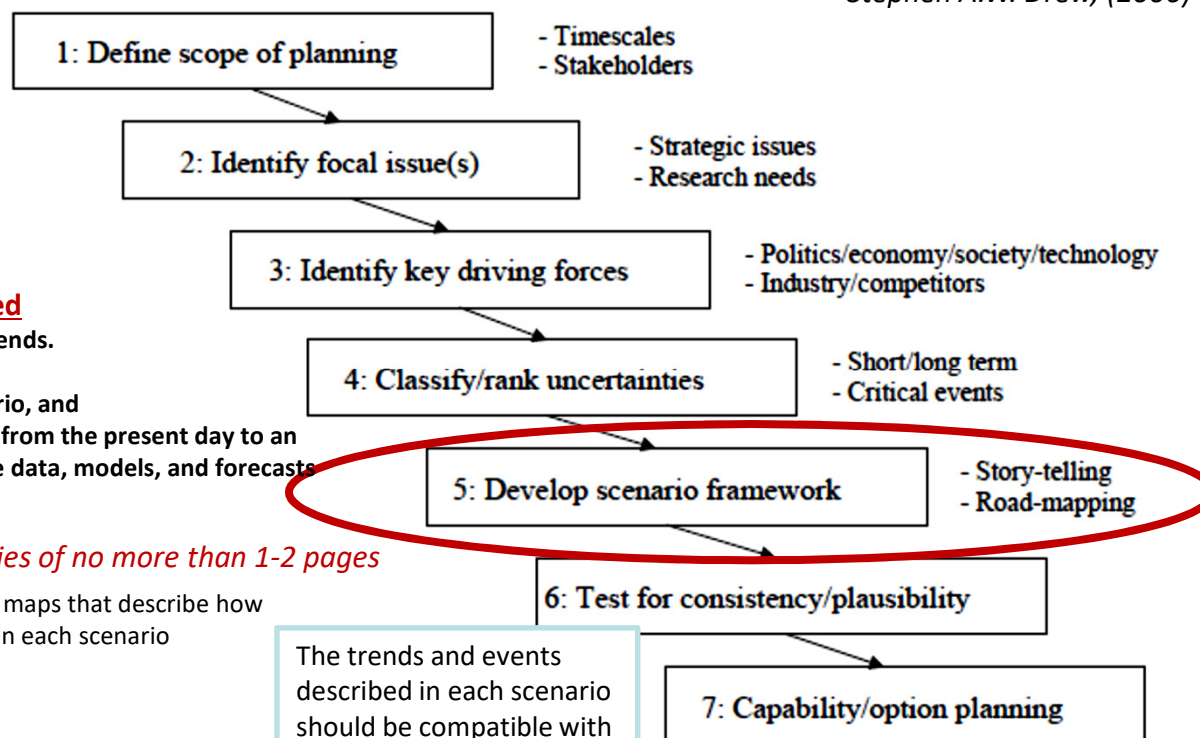 1: Define scope of planning
- Timescales
- Stakeholders
2: Identify focal issue(s)
- Strategic issues
- Research needs
3: Identify key driving forces
- Politics/economy/society/technology
- Industry/competitors
ed
ends.
4: Classify/rank uncertainties
- Short/long term
- Critical events
rio, and
from the present day to an
e data, models, and forecasts
5: Develop scenario framework
- Story-telling
- Road-mapping
ies of no more than 1-2 pages
maps that describe how
n each scenario
6: Test for consistency/plausibility
The trends and events
described in each scenario
should be compatible with
7: Capability/option planning